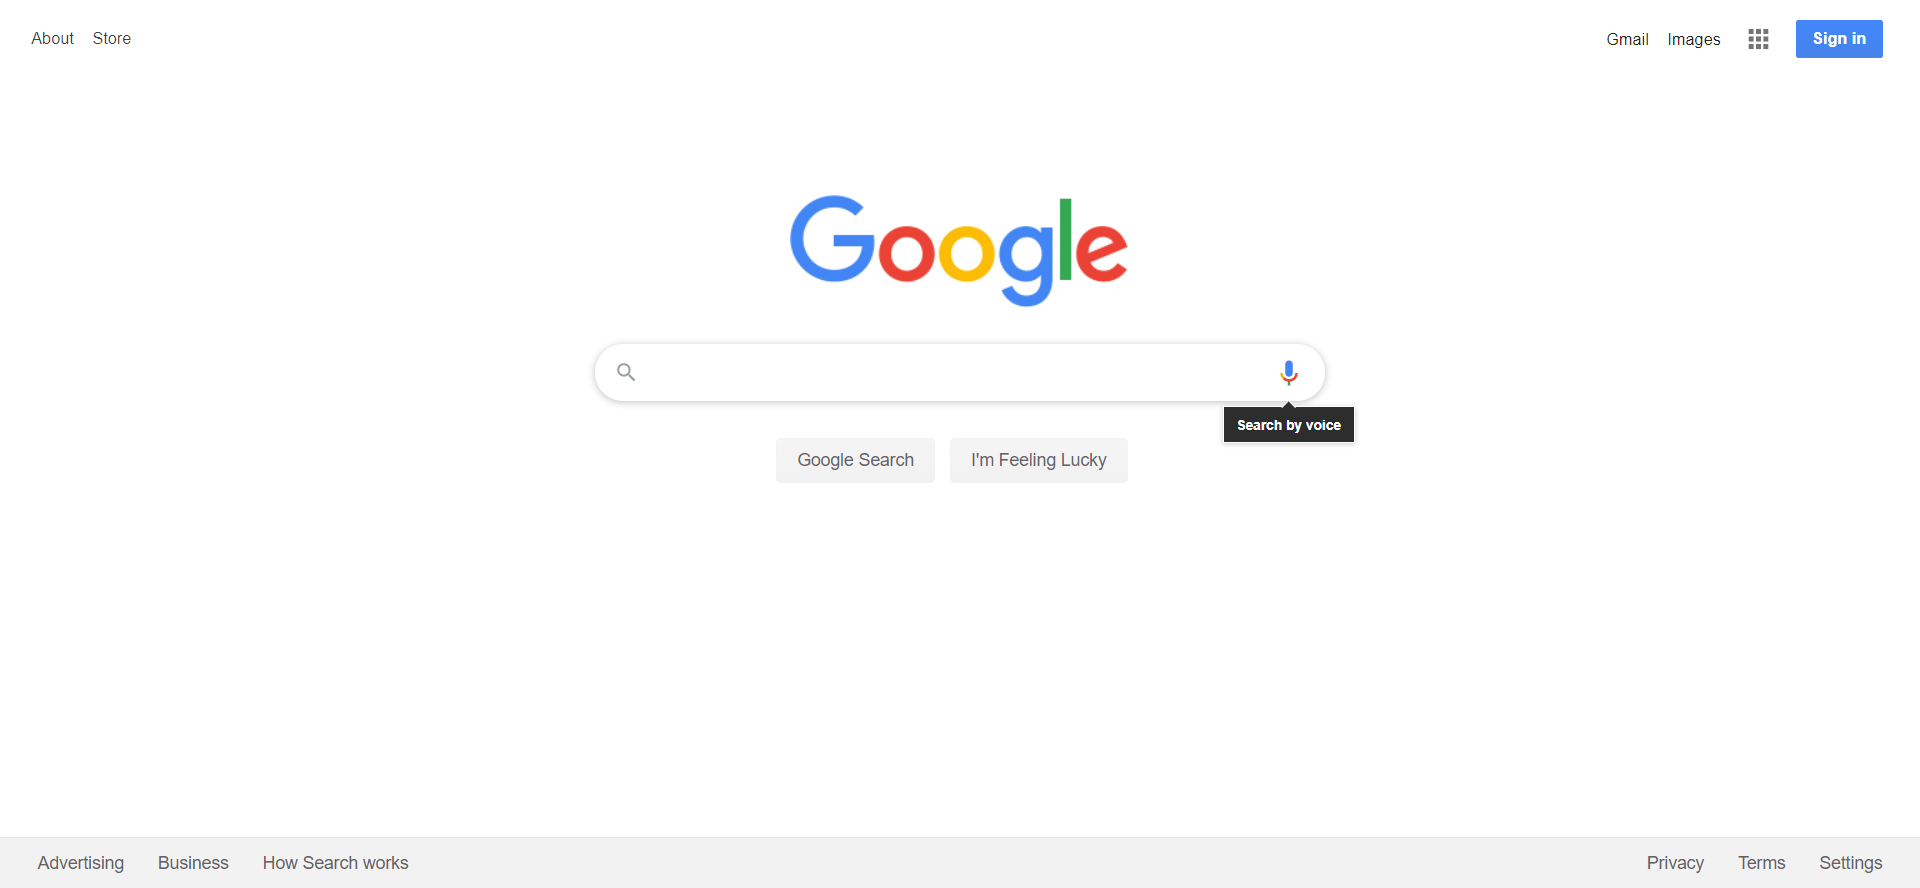 About Store
Gmail Images Sign in
Google
Search by voice
Google Search I'm Feeling Lucky
Advertising Business How Search works
Privacy Terms Settings